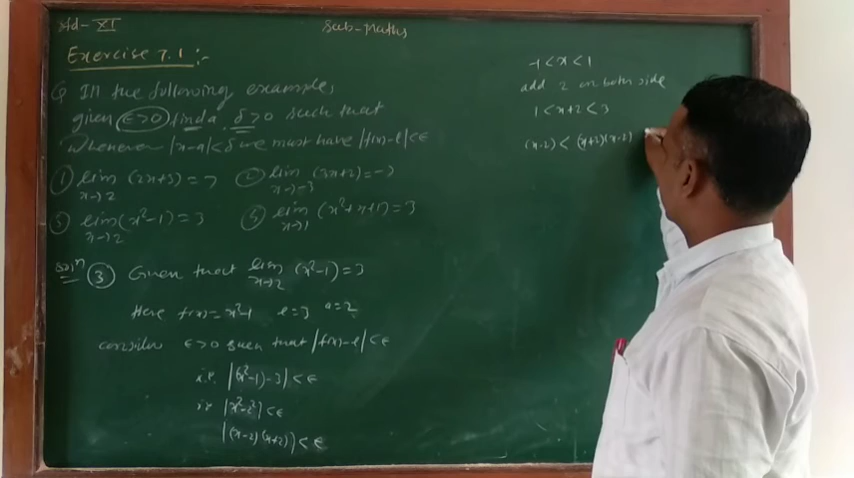 Std - XI
Sub - Maths
Exercise 7.1 :-
Q In the following example,
given ε>0 find a δ>0 such that
Whenever |x-a|<δ we must have |f(x)-l|<ε
① lim x→2 (2x+3) = 7 ② lim x→-3 (3x+2) = -7
③ lim x→2 (x²-1) = 3 ⑤ lim x→1 (x²+x+1) = 3
Solⁿ ③ Given that lim x→2 (x²-1) = 3
Here f(x) = x²-1 l=3 a=2
consider ε>0 such that |f(x)-l|<ε
i.e. |(x²-1)-3|<ε
ie |x²-2²|<ε
|(x-2)(x+2)|<ε
-1<x<1
add 2 on both side
1<x+2<3
(x-2)<(x+2)(x-2)